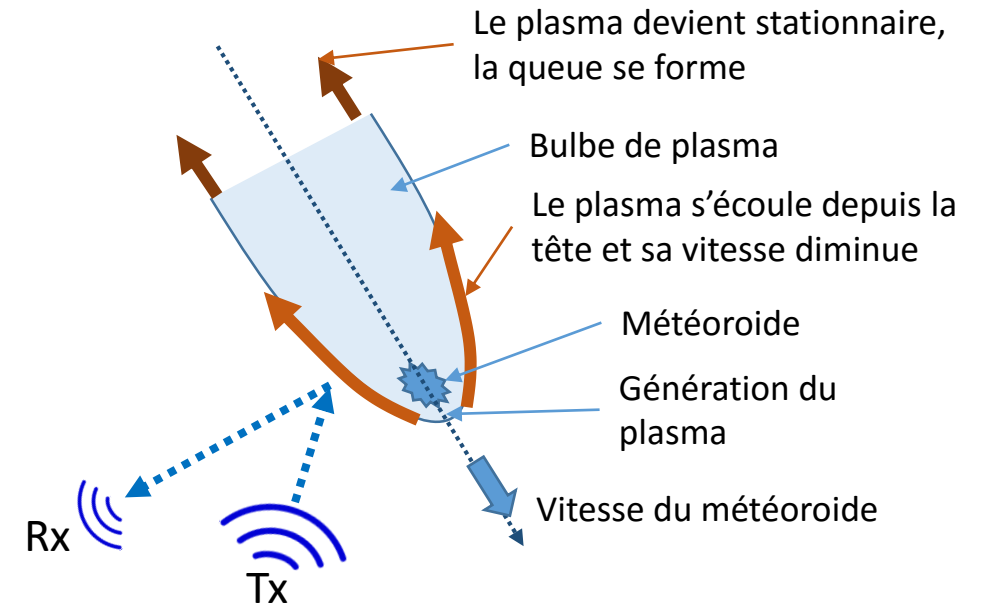 Le plasma devient stationnaire,
la queue se forme
Bulbe de plasma
Le plasma s’écoule depuis la
tête et sa vitesse diminue
Météoroide
Génération du
plasma
Vitesse du météoroide
Rx
Tx